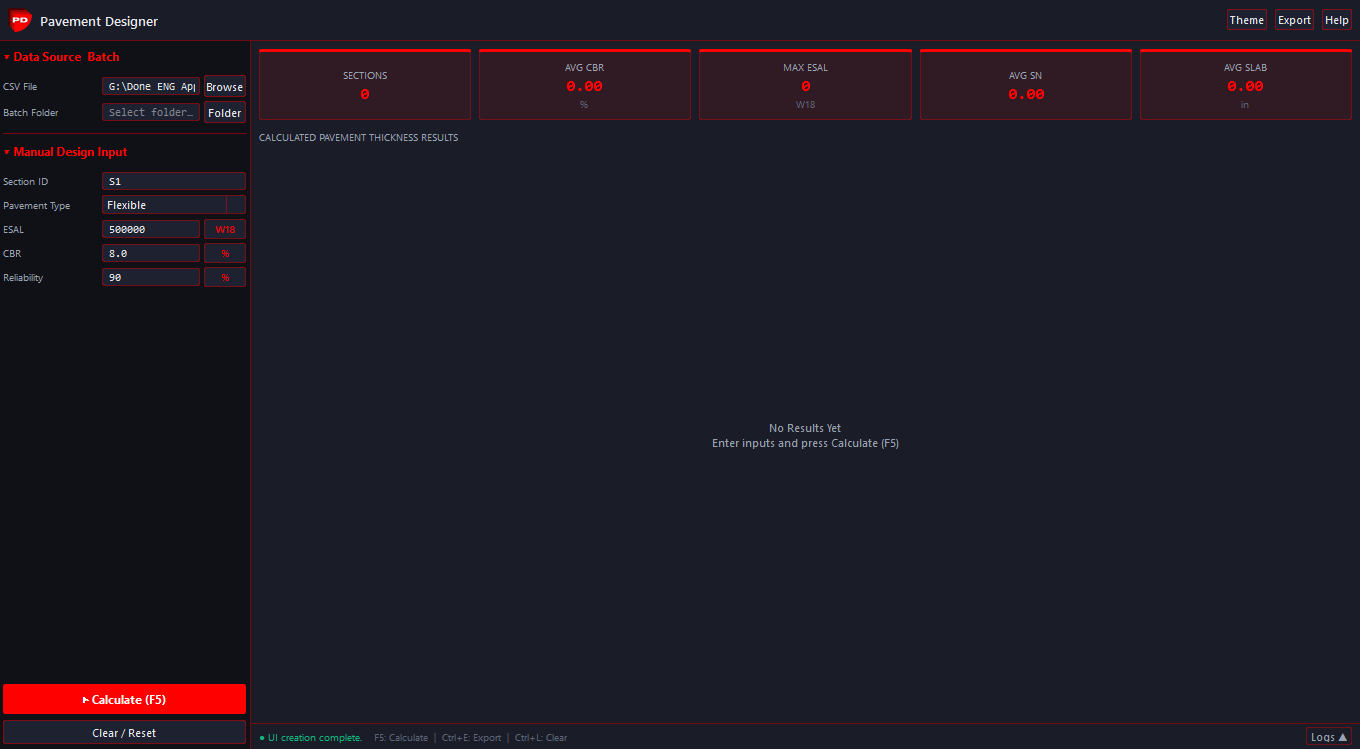 PD Pavement Designer
Theme Export Help
▾ Data Source Batch
CSV File G:\Done ENG Ap Browse
Batch Folder Select folder… Folder
▾ Manual Design Input
Section ID S1
Pavement Type Flexible
ESAL 500000 W18
CBR 8.0 %
Reliability 90 %
Calculate (F5)
Clear / Reset
SECTIONS
0
AVG CBR
0.00
%
MAX ESAL
0
W18
AVG SN
0.00
AVG SLAB
0.00
in
CALCULATED PAVEMENT THICKNESS RESULTS
No Results Yet
Enter inputs and press Calculate (F5)
● UI creation complete. F5: Calculate | Ctrl+E: Export | Ctrl+L: Clear
Logs ▲